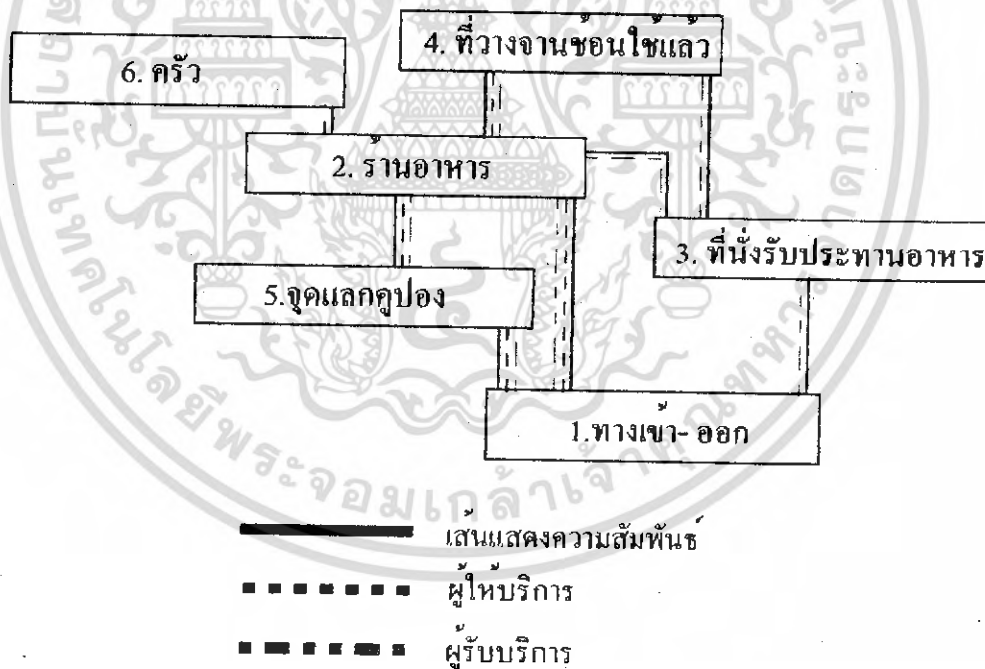 4. ที่วางจานช้อนใช้แล้ว
6. ครัว
2. ร้านอาหาร
3. ที่นั่งรับประทานอาหาร
5.จุดแลกคูปอง
1.ทางเข้า- ออก
เส้นแสดงความสัมพันธ์
ผู้ให้บริการ
ผู้รับบริการ